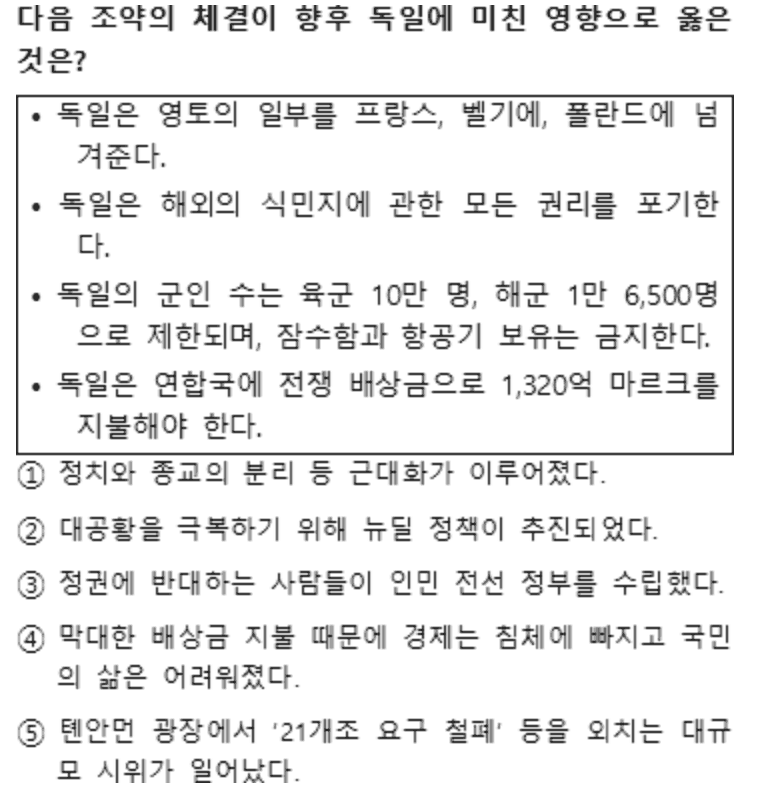 다음 조약의 체결이 향후 독일에 미친 영향으로 옳은
것은?
• 독일은 영토의 일부를 프랑스, 벨기에, 폴란드에 넘
겨준다.
• 독일은 해외의 식민지에 관한 모든 권리를 포기한
다.
• 독일의 군인 수는 육군 10만 명, 해군 1만 6,500명
으로 제한되며, 잠수함과 항공기 보유는 금지한다.
• 독일은 연합국에 전쟁 배상금으로 1,320억 마르크를
지불해야 한다.
① 정치와 종교의 분리 등 근대화가 이루어졌다.
② 대공황을 극복하기 위해 뉴딜 정책이 추진되었다.
③ 정권에 반대하는 사람들이 인민 전선 정부를 수립했다.
④ 막대한 배상금 지불 때문에 경제는 침체에 빠지고 국민
의 삶은 어려워졌다.
⑤ 톈안먼 광장에서 '21개조 요구 철폐' 등을 외치는 대규
모 시위가 일어났다.